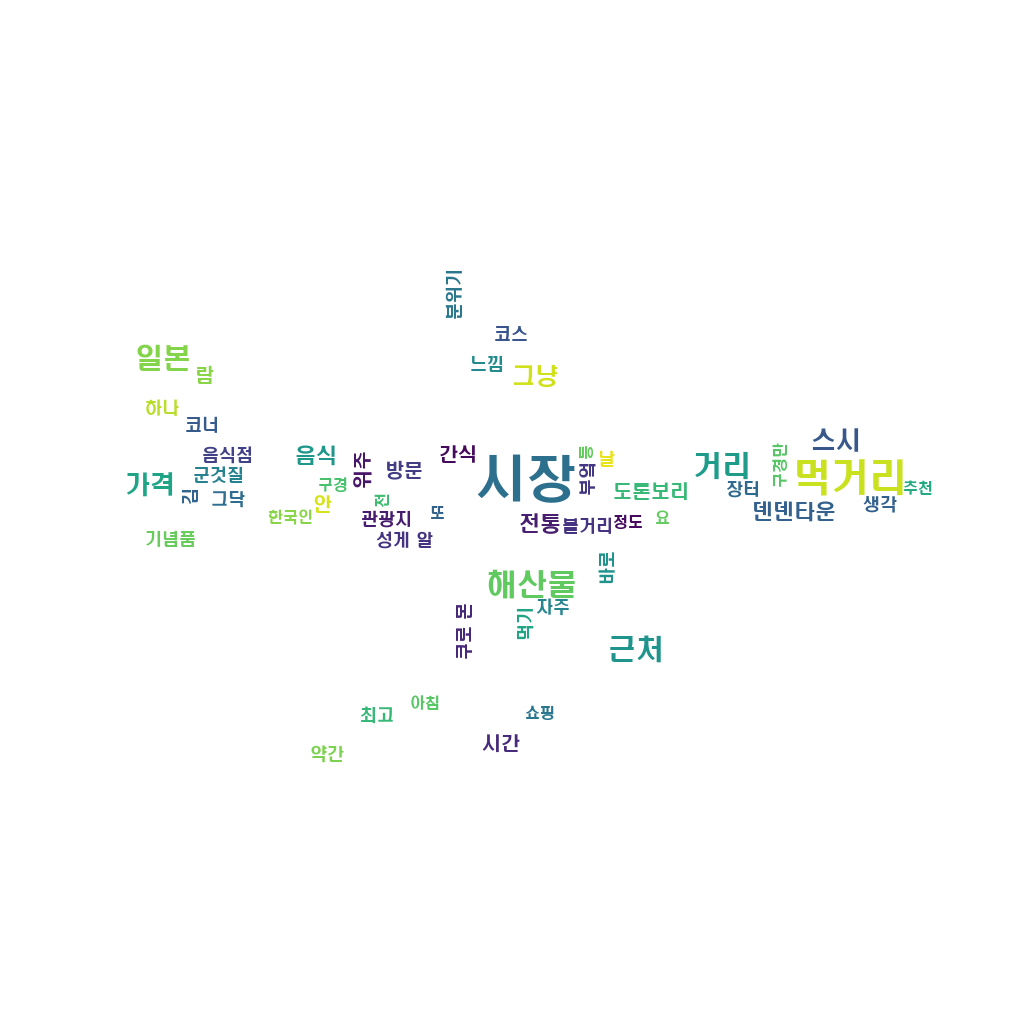 분위기
코스
일본
느낌
람
그냥
하나
코너
스시
음식점
음식
위주
간식
시장
등
날
거리
구경만
먹거리
군것질
방문
부엌
가격
구경
김
그닥
안
전
또
도톤보리
장터
추천
생각
덴덴타운
한국인
관광지
전통
볼거리
정도
요
기념품
성게 알
해산물
바로
자주
쿠로 몬
먹기
근처
최고
아침
쇼핑
시간
약간